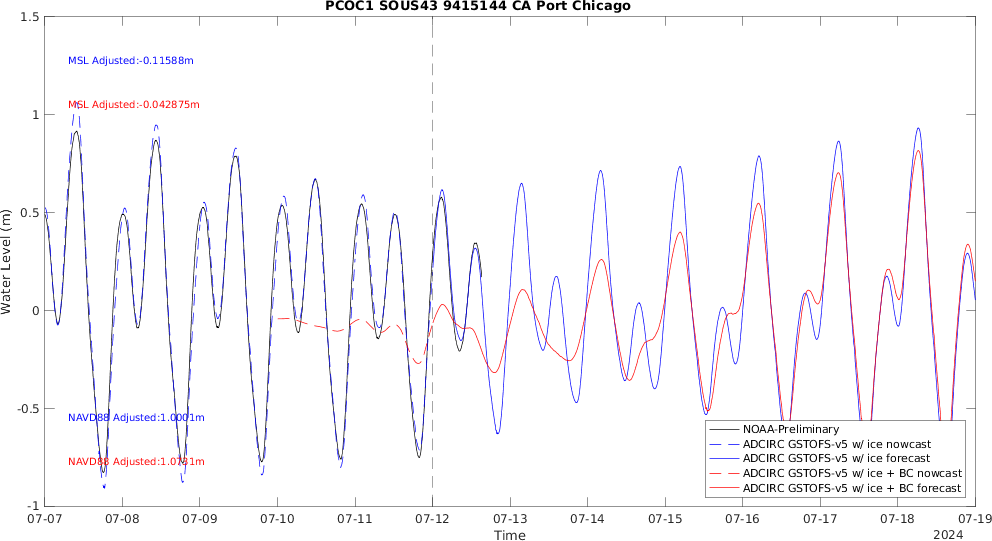 PCOC1 SOUS43 9415144 CA Port Chicago
1.5
MSL Adjusted:-0.11588m
MSL Adjusted:-0.042875m
1
0.5
Water Level (m)
0
-0.5
NAVD88 Adjusted:1.0001m
NAVD88 Adjusted:1.0731m
NOAA-Preliminary
ADCIRC GSTOFS-v5 w/ ice nowcast
ADCIRC GSTOFS-v5 w/ ice forecast
ADCIRC GSTOFS-v5 w/ ice + BC nowcast
ADCIRC GSTOFS-v5 w/ ice + BC forecast
-1
07-07 07-08 07-09 07-10 07-11 07-12 07-13 07-14 07-15 07-16 07-17 07-18 07-19
Time
2024